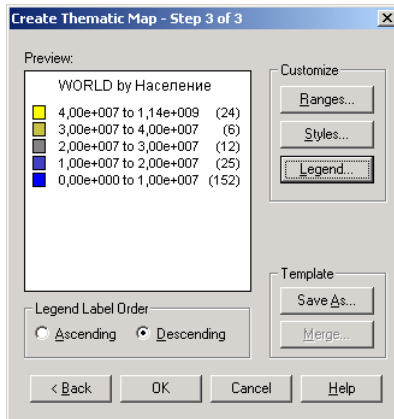 Create Thematic Map - Step 3 of 3
Preview:
WORLD by Население
4,00e+007 to 1,14e+009 (24)
3,00e+007 to 4,00e+007 (6)
2,00e+007 to 3,00e+007 (12)
1,00e+007 to 2,00e+007 (25)
0,00e+000 to 1,00e+007 (152)
Customize
Ranges...
Styles...
Legend...
Legend Label Order
Ascending Descending
Template
Save As...
Merge...
< Back OK Cancel Help